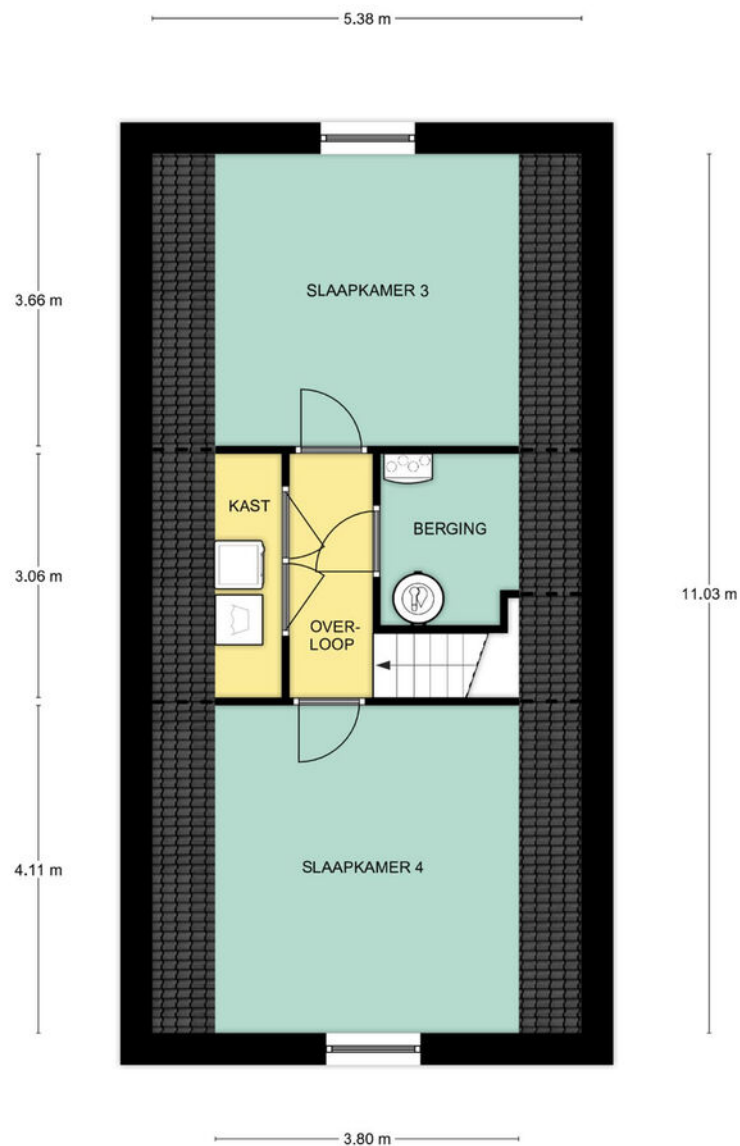 5.38 m
3.66 m
SLAAPKAMER 3
KAST
BERGING
3.06 m
11.03 m
OVER-
LOOP
SLAAPKAMER 4
4.11 m
3.80 m